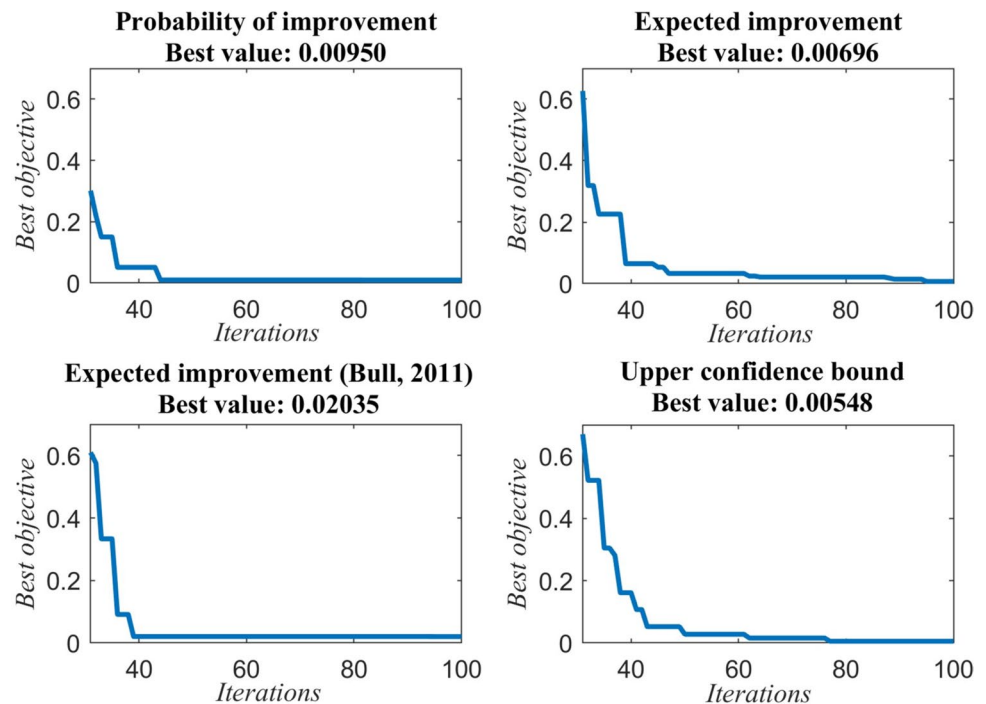 Probability of improvement
Best value: 0.00950
Best objective
0.6
0.4
0.2
0
40 60 80 100
Iterations
Expected improvement
Best value: 0.00696
Best objective
0.6
0.4
0.2
0
40 60 80 100
Iterations
Expected improvement (Bull, 2011)
Best value: 0.02035
Best objective
0.6
0.4
0.2
0
40 60 80 100
Iterations
Upper confidence bound
Best value: 0.00548
Best objective
0.6
0.4
0.2
0
40 60 80 100
Iterations